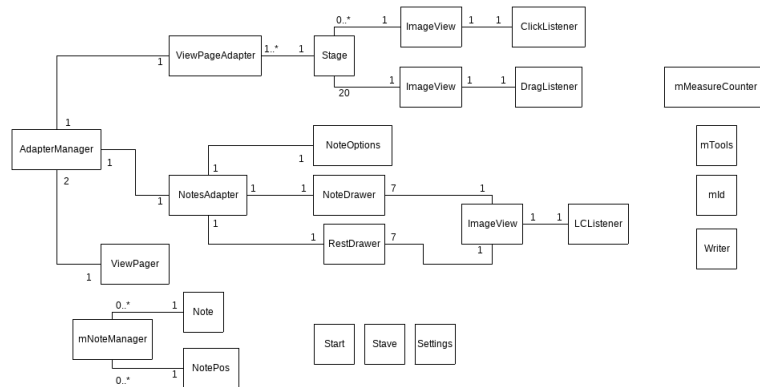 0..* 1 ImageView 1 1 ClickListener
ViewPageAdapter 1..* 1 Stage
1
20 1 ImageView 1 1 DragListener
mMeasureCounter
1
AdapterManager
1
2
NoteOptions
1
1
mTools
NotesAdapter 1 1 NoteDrawer 7 1
1
mId
1
1 RestDrawer 7
ImageView 1 1 LCListener
1
Writer
ViewPager
1
0..* 1 Note
mNoteManager
0..* 1 NotePos
Start Stave Settings